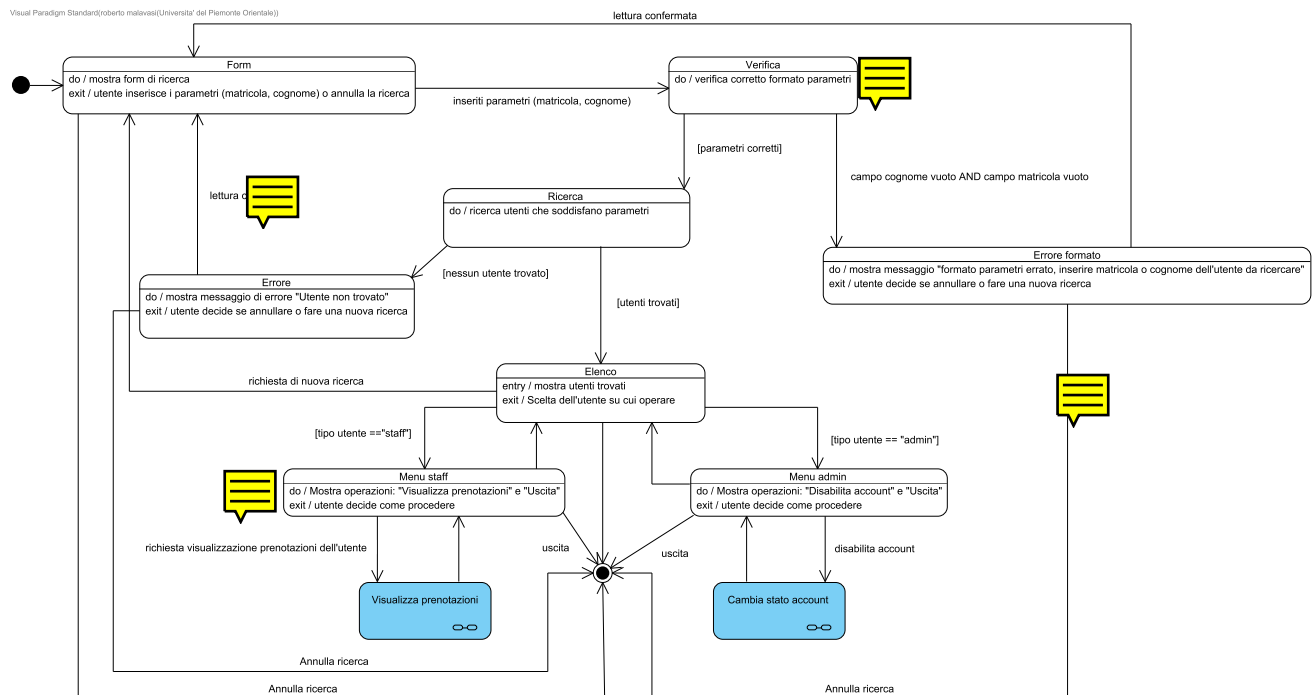 Visual Paradigm Standard(roberto malavasi(Universita' del Piemonte Orientale))
lettura confermata
Form
do / mostra form di ricerca
exit / utente inserisce i parametri (matricola, cognome) o annulla la ricerca
inseriti parametri (matricola, cognome)
Verifica
do / verifica corretto formato parametri
[parametri corretti]
campo cognome vuoto AND campo matricola vuoto
lettura
Ricerca
do / ricerca utenti che soddisfano parametri
[nessun utente trovato]
[utenti trovati]
Errore
do / mostra messaggio di errore "Utente non trovato"
exit / utente decide se annullare o fare una nuova ricerca
Errore formato
do / mostra messaggio "formato parametri errato, inserire matricola o cognome dell'utente da ricercare"
exit / utente decide se annullare o fare una nuova ricerca
richiesta di nuova ricerca
Elenco
entry / mostra utenti trovati
exit / Scelta dell'utente su cui operare
[tipo utente =="staff"]
[tipo utente == "admin"]
Menu staff
do / Mostra operazioni: "Visualizza prenotazioni" e "Uscita"
exit / utente decide come procedere
Menu admin
do / Mostra operazioni: "Disabilita account" e "Uscita"
exit / utente decide come procedere
richiesta visualizzazione prenotazioni dell'utente
uscita
uscita
disabilita account
Visualizza prenotazioni
Cambia stato account
Annulla ricerca
Annulla ricerca
Annulla ricerca